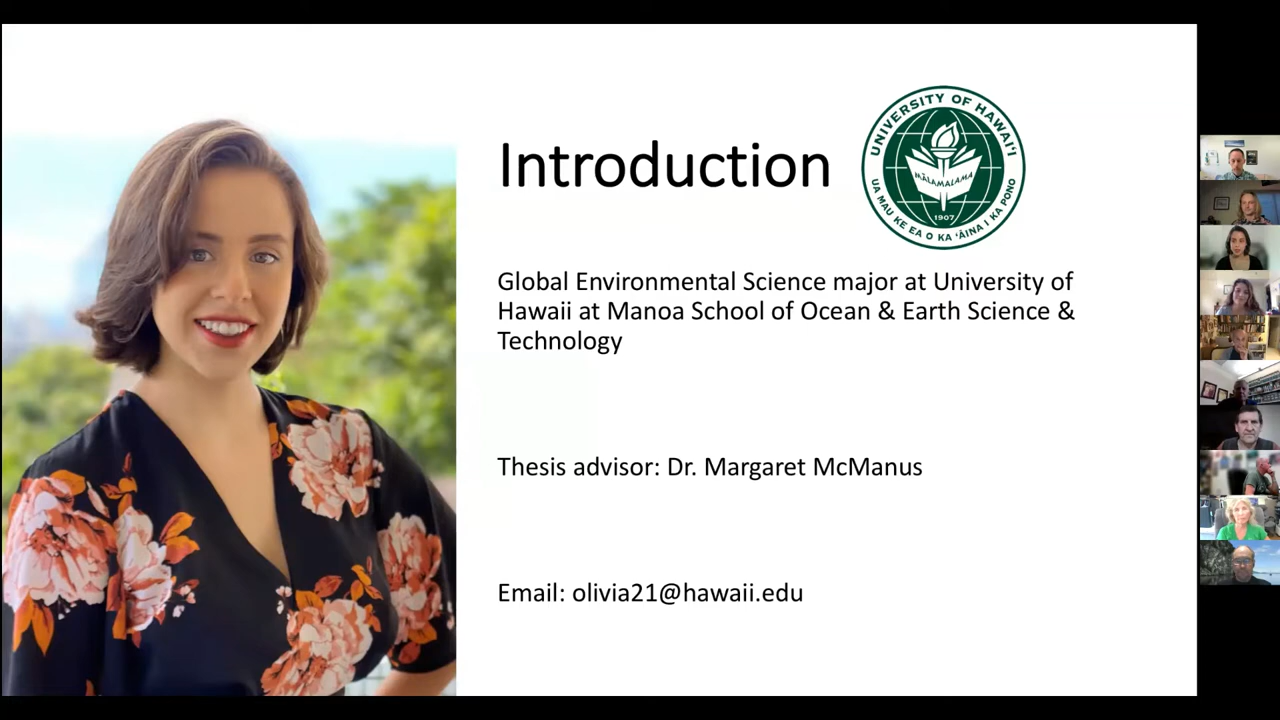 Introduction
UNIVERSITY OF HAWAI'I
MĀLAMALAMA
1907
UA MAU KE EA O KA 'ĀINA I KA PONO
Global Environmental Science major at University of
Hawaii at Manoa School of Ocean & Earth Science &
Technology
Thesis advisor: Dr. Margaret McManus
Email: olivia21@hawaii.edu